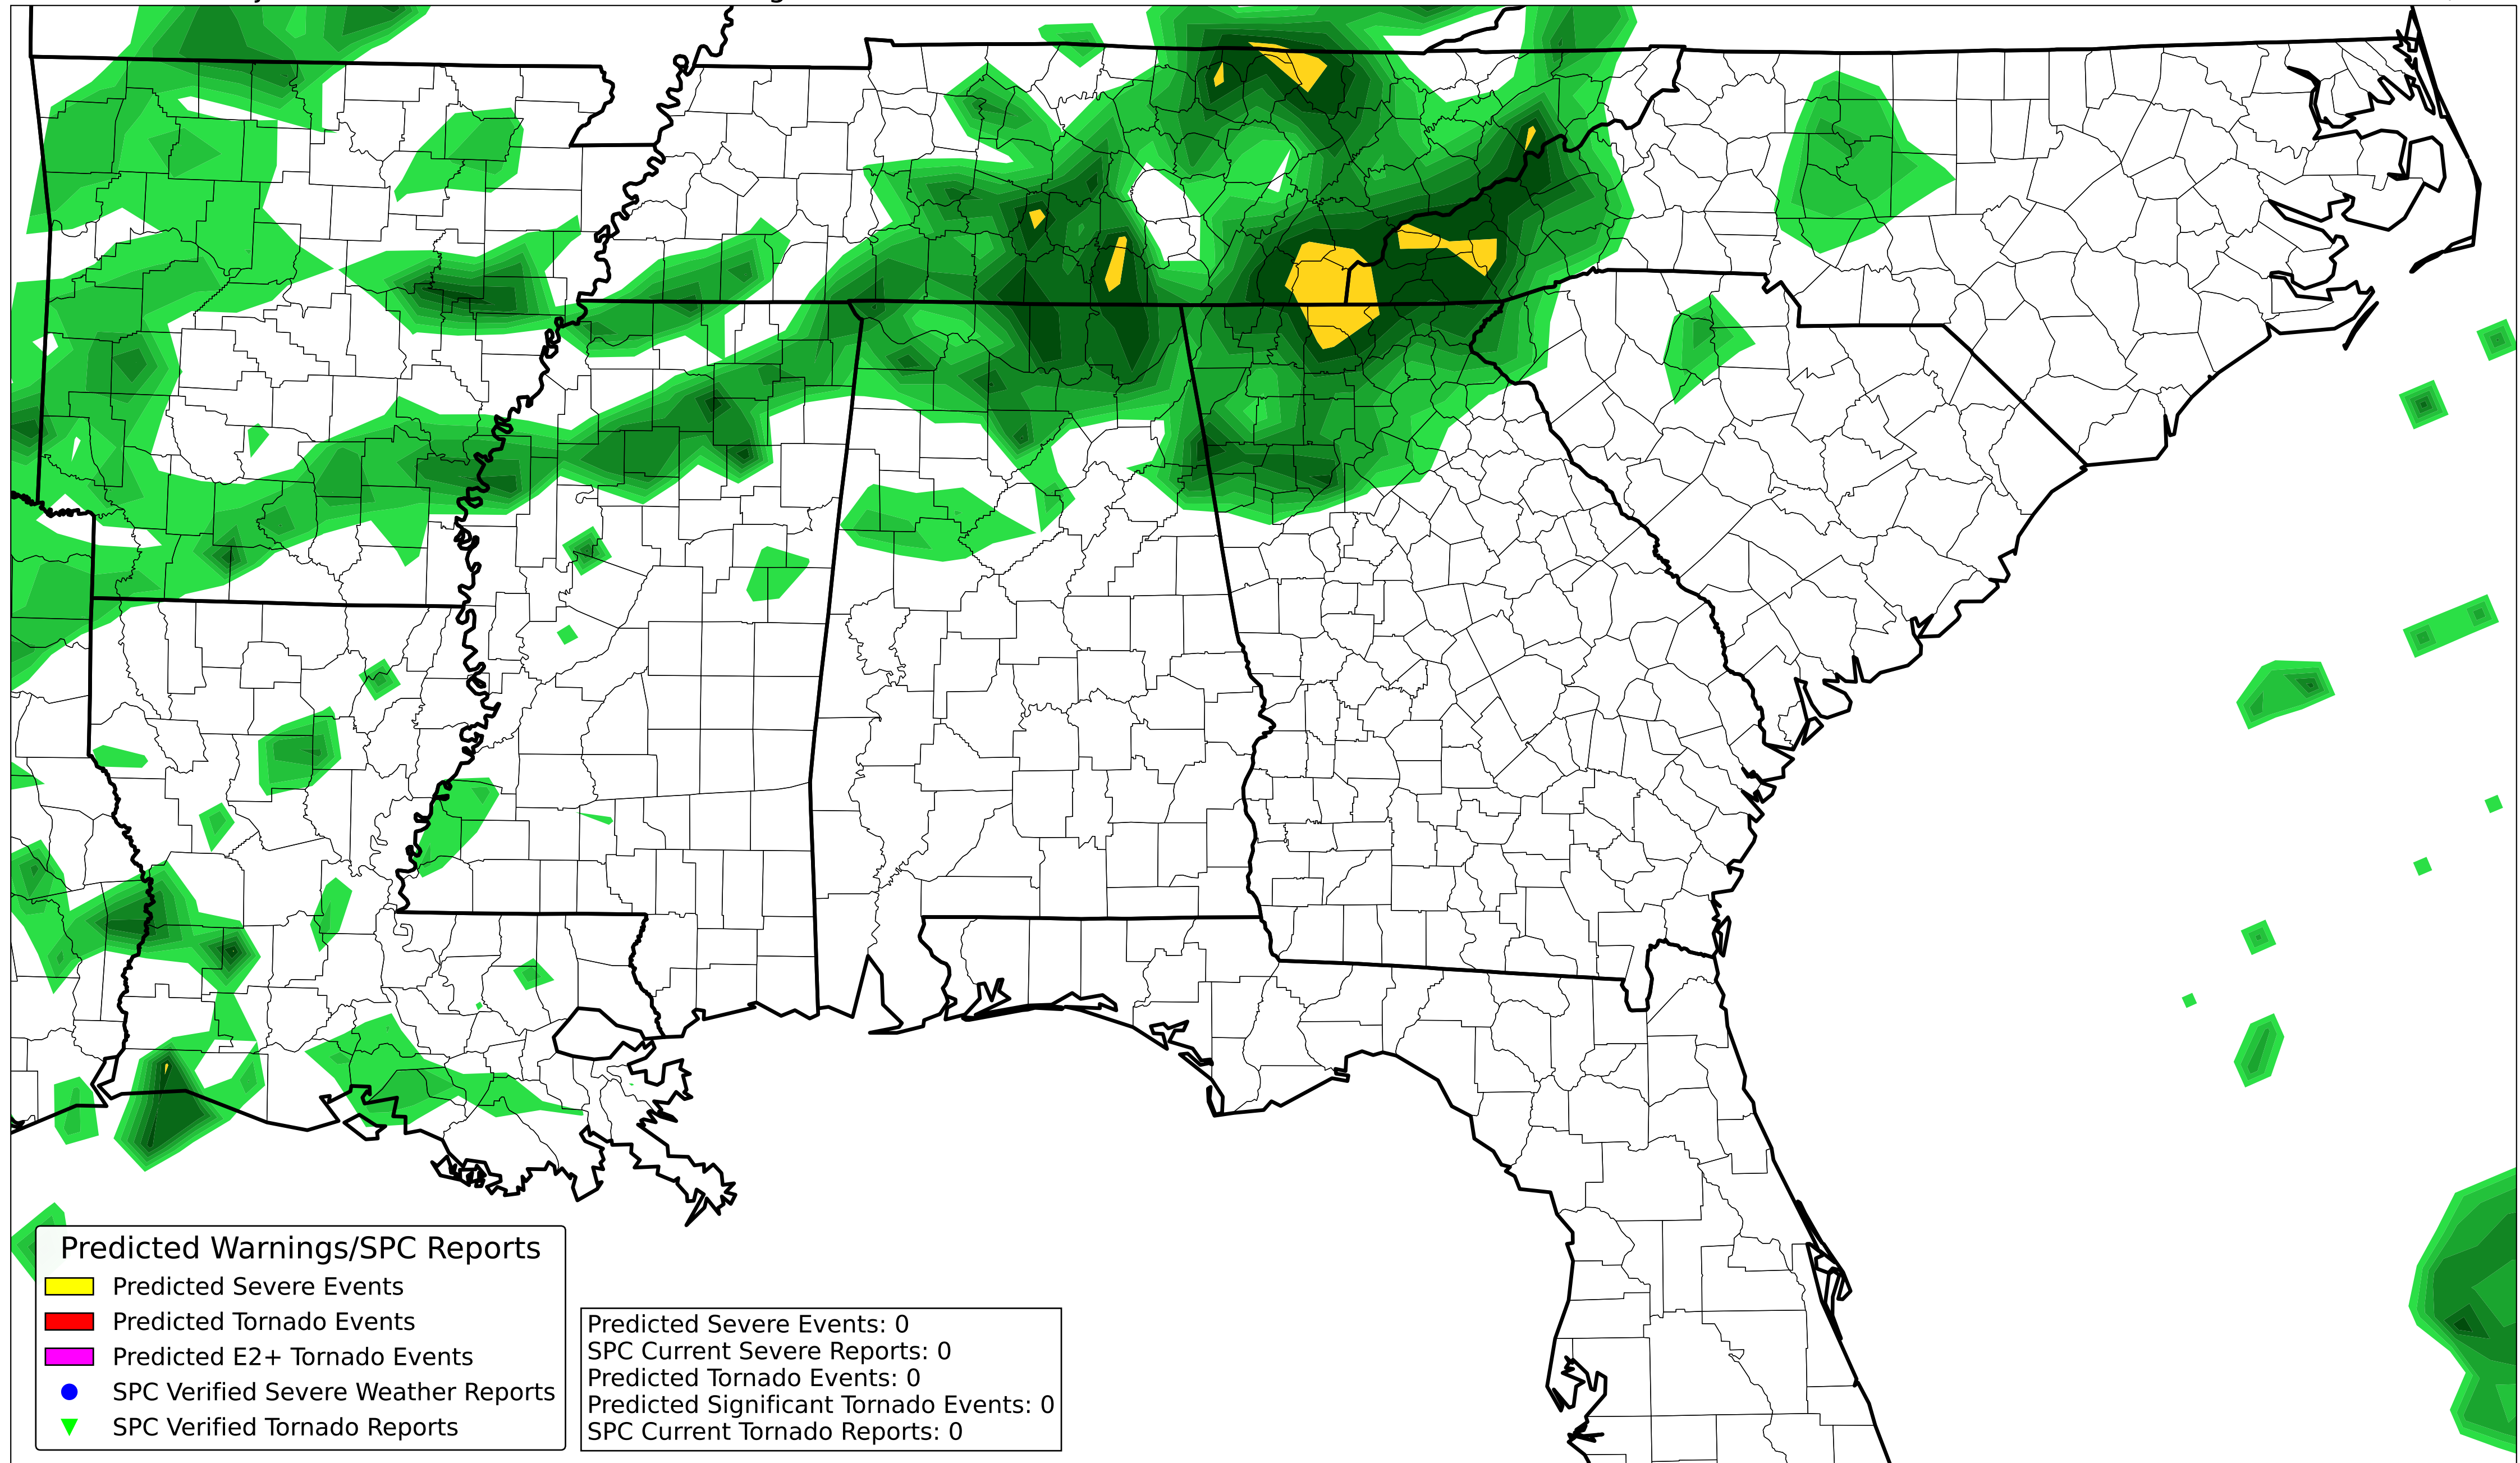 Predicted Warnings/SPC Reports
Predicted Severe Events
Predicted Tornado Events
Predicted E2+ Tornado Events
SPC Verified Severe Weather Reports
SPC Verified Tornado Reports
Predicted Severe Events: 0
SPC Current Severe Reports: 0
Predicted Tornado Events: 0
Predicted Significant Tornado Events: 0
SPC Current Tornado Reports: 0